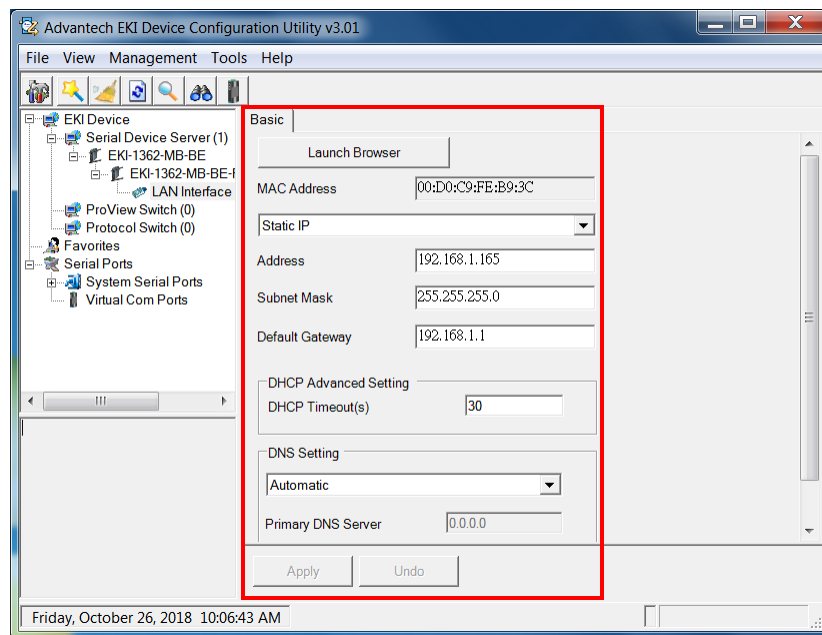 Advantech EKI Device Configuration Utility v3.01
File View Management Tools Help
EKI Device
Serial Device Server (1)
EKI-1362-MB-BE
EKI-1362-MB-BE-
LAN Interface
ProView Switch (0)
Protocol Switch (0)
Favorites
Serial Ports
System Serial Ports
Virtual Com Ports
Basic
Launch Browser
MAC Address 00:D0:C9:FE:B9:3C
Static IP
Address 192.168.1.165
Subnet Mask 255.255.255.0
Default Gateway 192.168.1.1
DHCP Advanced Setting
DHCP Timeout(s) 30
DNS Setting
Automatic
Primary DNS Server 0.0.0.0
Apply Undo
Friday, October 26, 2018 10:06:43 AM